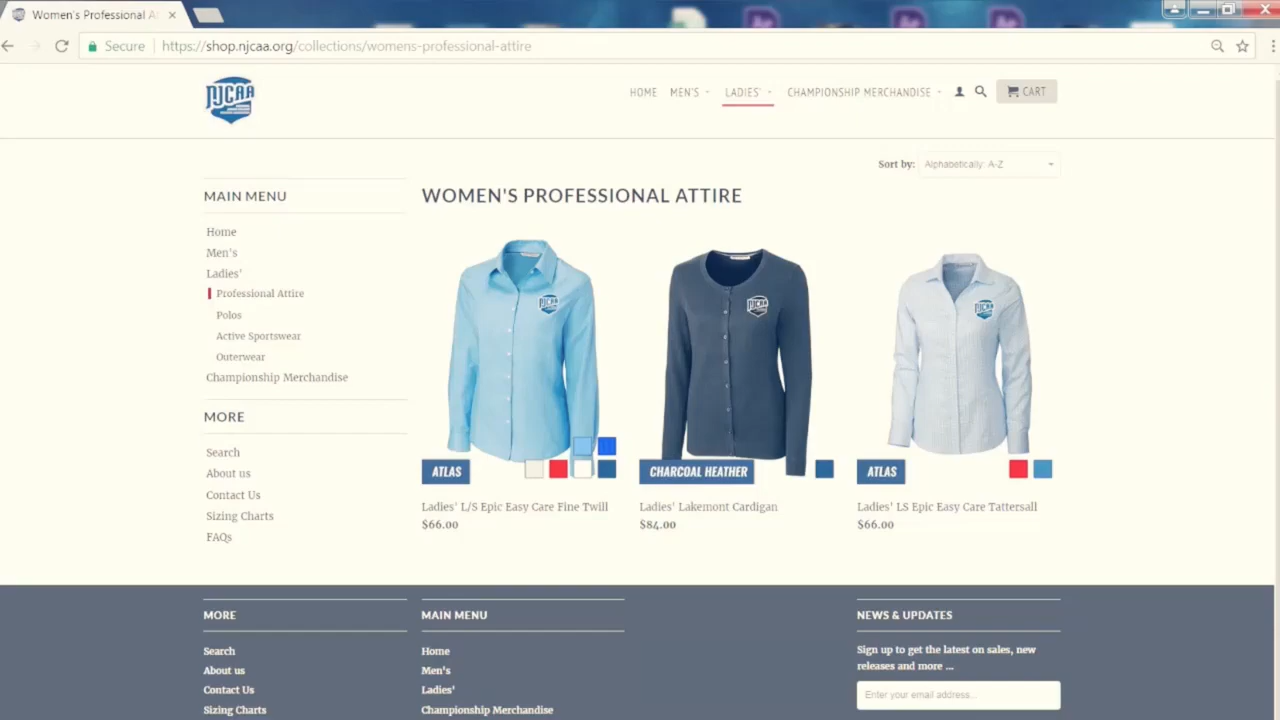 Women's Professional A
Secure https://shop.njcaa.org/collections/womens-professional-attire
NJCAA
HOME MEN'S LADIES' CHAMPIONSHIP MERCHANDISE CART
Sort by: Alphabetically: A-Z
MAIN MENU
Home
Men's
Ladies'
Professional Attire
Polos
Active Sportswear
Outerwear
Championship Merchandise
MORE
Search
About us
Contact Us
Sizing Charts
FAQs
WOMEN'S PROFESSIONAL ATTIRE
NJCAA
ATLAS
Ladies' L/S Epic Easy Care Fine Twill
$66.00
NJCAA
CHARCOAL HEATHER
Ladies' Lakemont Cardigan
$84.00
NJCAA
ATLAS
Ladies' LS Epic Easy Care Tattersall
$66.00
MORE
Search
About us
Contact Us
Sizing Charts
MAIN MENU
Home
Men's
Ladies'
Championship Merchandise
NEWS & UPDATES
Sign up to get the latest on sales, new
releases and more ...
Enter your email address...